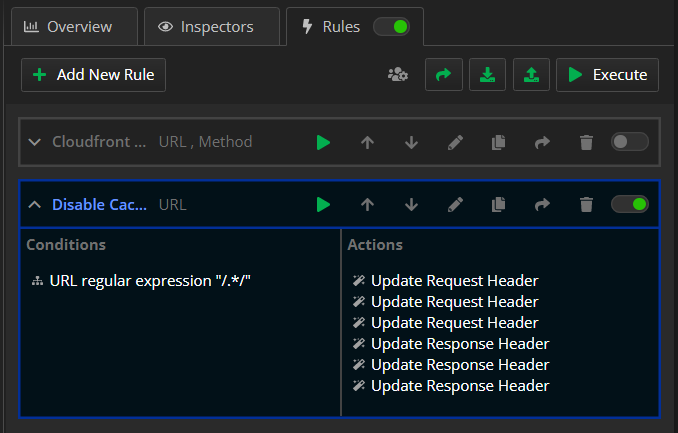 Overview Inspectors Rules
Add New Rule Execute
Cloudfront ... URL , Method
Disable Cac... URL
Conditions Actions
URL regular expression "/.*/"
Update Request Header
Update Request Header
Update Request Header
Update Response Header
Update Response Header
Update Response Header